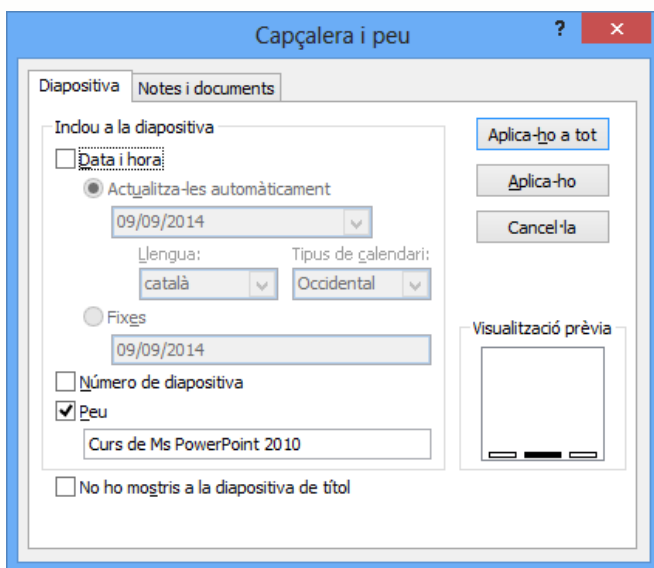 Capçalera i peu
? ×
Diapositiva Notes i documents
Inclou a la diapositiva
Data i hora
Actualitza-les automàticament
09/09/2014
Llengua: Tipus de calendari:
català Occidental
Fixes
09/09/2014
Número de diapositiva
Peu
Curs de Ms PowerPoint 2010
No ho mostris a la diapositiva de títol
Aplica-ho a tot
Aplica-ho
Cancel·la
Visualització prèvia